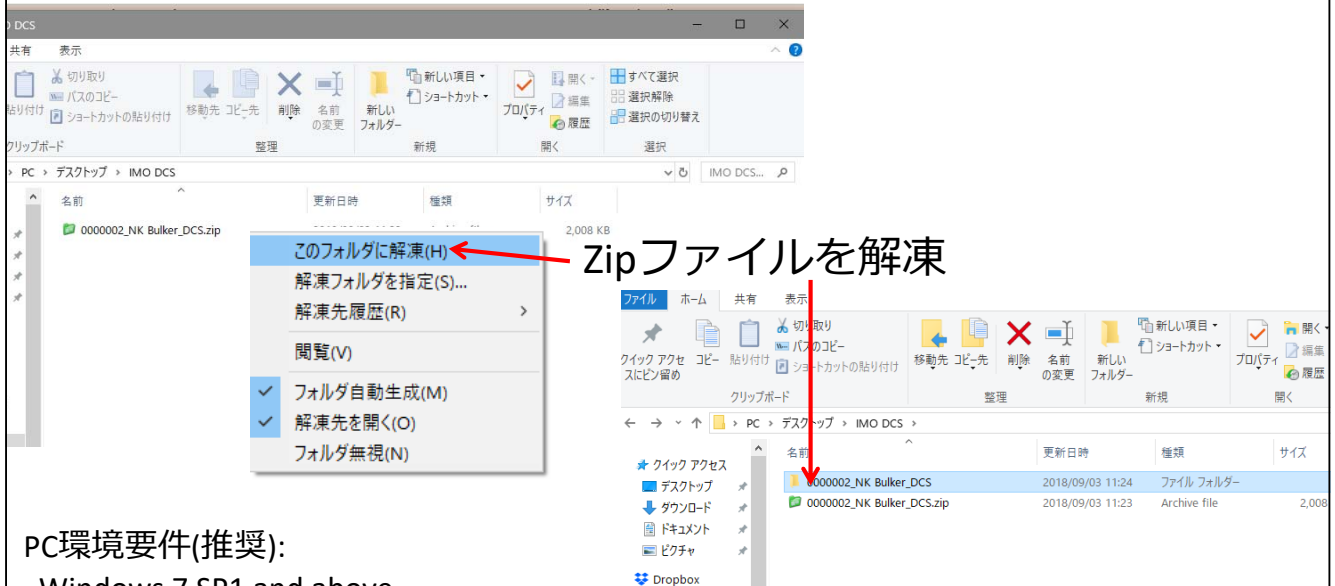 DCS
共有 表示
切り取り
パスのコピー
貼り付け ショートカットの貼り付け
移動先 コピー先 削除 名前の変更
新しいフォルダー
新しい項目
ショートカット
プロパティ
開く
編集
履歴
すべて選択
選択解除
選択の切り替え
クリップボード 整理 新規 開く 選択
PC › デスクトップ › IMO DCS
IMO DCS...
名前 更新日時 種類 サイズ
0000002_NK Bulker_DCS.zip 2,008 KB
このフォルダに解凍(H)
解凍フォルダを指定(S)...
解凍先履歴(R)
閲覧(V)
フォルダ自動生成(M)
解凍先を開く(O)
フォルダ無視(N)
Zipファイルを解凍
ファイル ホーム 共有 表示
クイック アクセスにピン留め
コピー 貼り付け
切り取り
パスのコピー
ショートカットの貼り付け
移動先 コピー先 削除 名前の変更
新しいフォルダー
新しい項目
ショートカット
プロパティ
開く
編集
履歴
クリップボード 整理 新規 開く
PC › デスクトップ › IMO DCS ›
名前 更新日時 種類 サイズ
クイック アクセス
デスクトップ
ダウンロード
ドキュメント
ピクチャ
Dropbox
0000002_NK Bulker_DCS 2018/09/03 11:24 ファイル フォルダー
0000002_NK Bulker_DCS.zip 2018/09/03 11:23 Archive file 2,008
PC環境要件(推奨):
Windows 7 SP1 and above